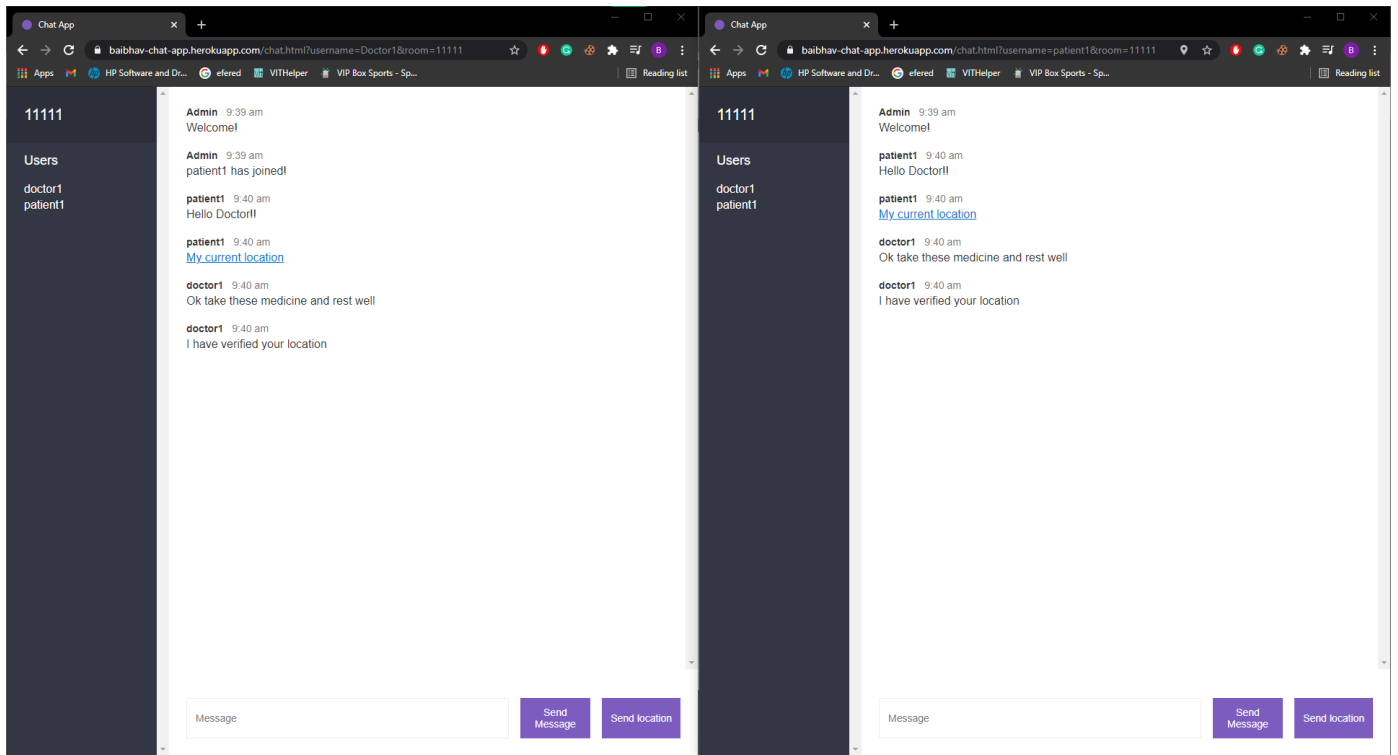 Chat App
baibhav-chat-app.herokuapp.com/chat.html?username=Doctor1&room=11111
B
Apps HP Software and Dr... efered VITHelper VIP Box Sports - Sp... Reading list
11111
Users
doctor1
patient1
Admin 9:39 am
Welcome!
Admin 9:39 am
patient1 has joined!
patient1 9:40 am
Hello Doctor!!
patient1 9:40 am
My current location
doctor1 9:40 am
Ok take these medicine and rest well
doctor1 9:40 am
I have verified your location
Message
Send
Message
Send location
Chat App
baibhav-chat-app.herokuapp.com/chat.html?username=patient1&room=11111
B
Apps HP Software and Dr... efered VITHelper VIP Box Sports - Sp... Reading list
11111
Users
doctor1
patient1
Admin 9:39 am
Welcome!
patient1 9:40 am
Hello Doctor!!
patient1 9:40 am
My current location
doctor1 9:40 am
Ok take these medicine and rest well
doctor1 9:40 am
I have verified your location
Message
Send
Message
Send location